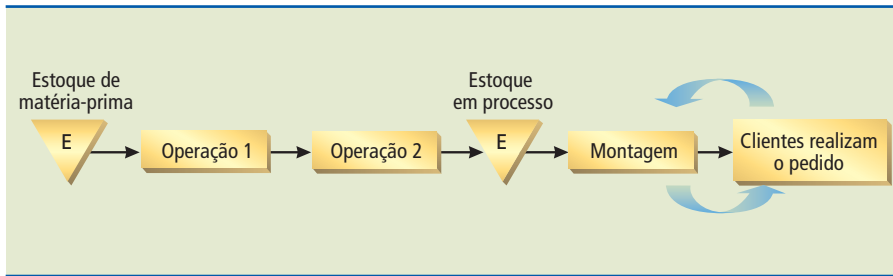 Estoque de
matéria-prima
E
Operação 1
Operação 2
Estoque
em processo
E
Montagem
Clientes realizam
o pedido